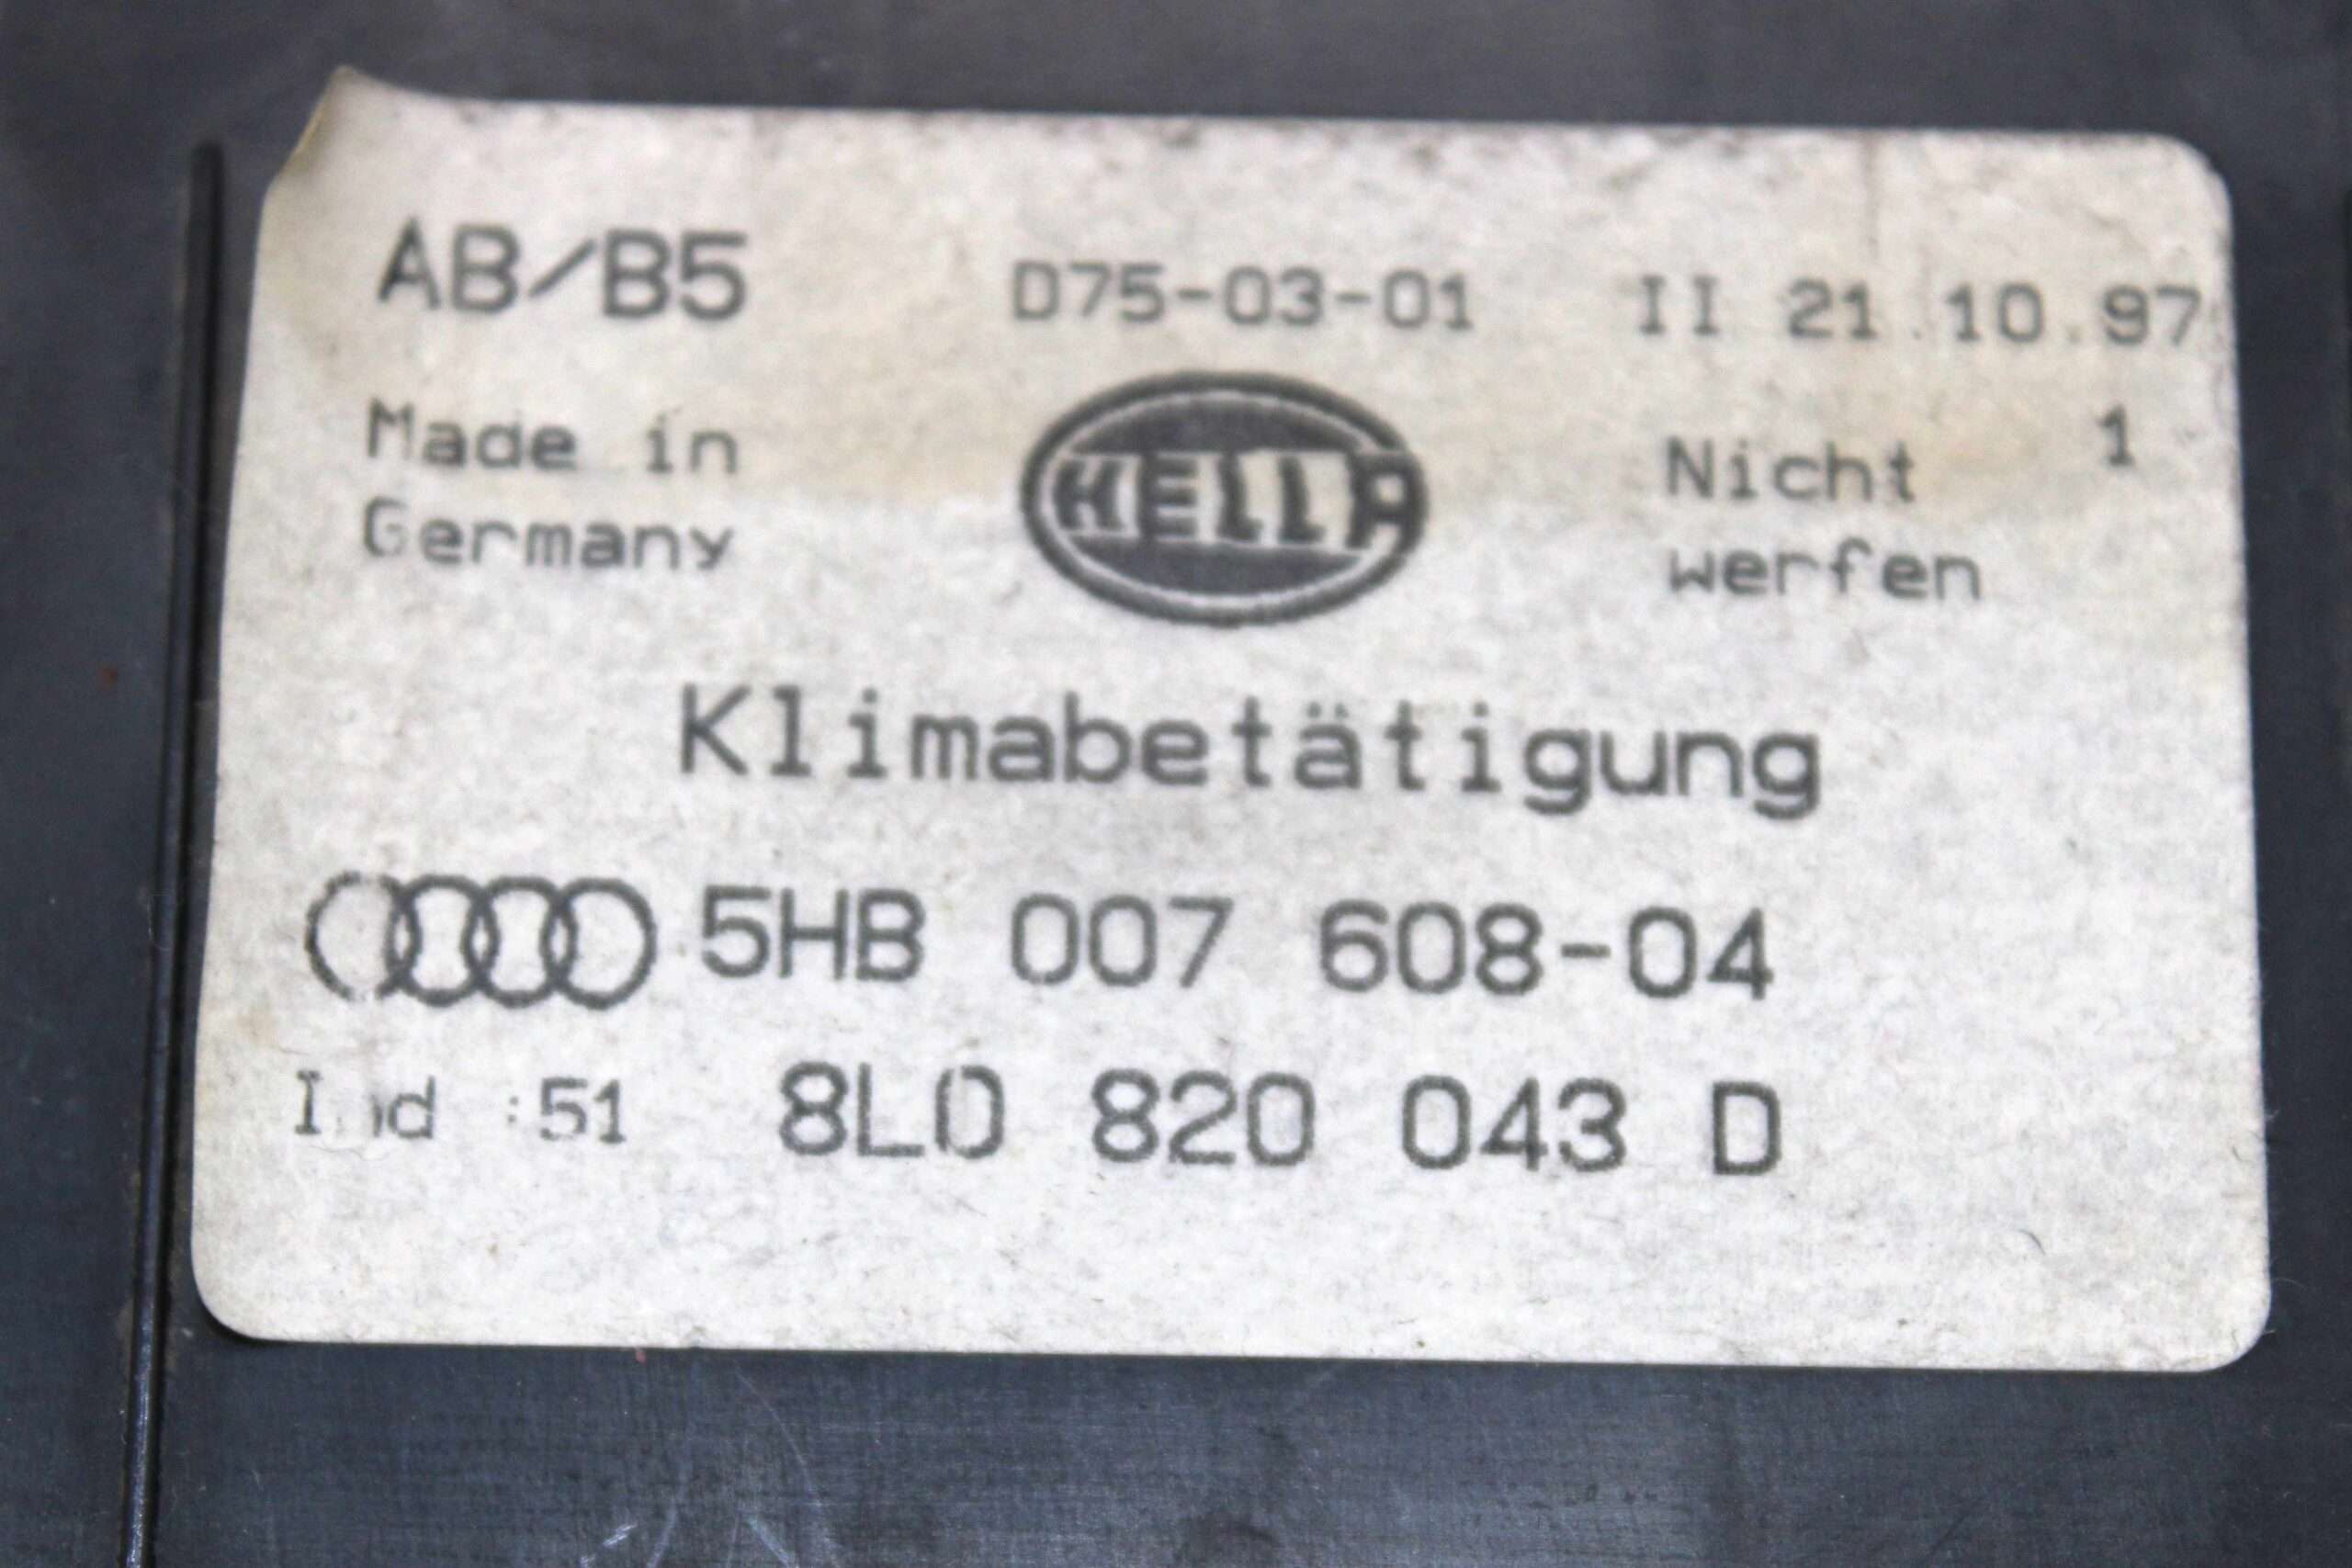 AB/B5 D75-03-01 II 21.10.97
Made in HELLA Nicht 1
Germany werfen
Klimabetätigung
5HB 007 608-04
Ind :51 8L0 820 043 D